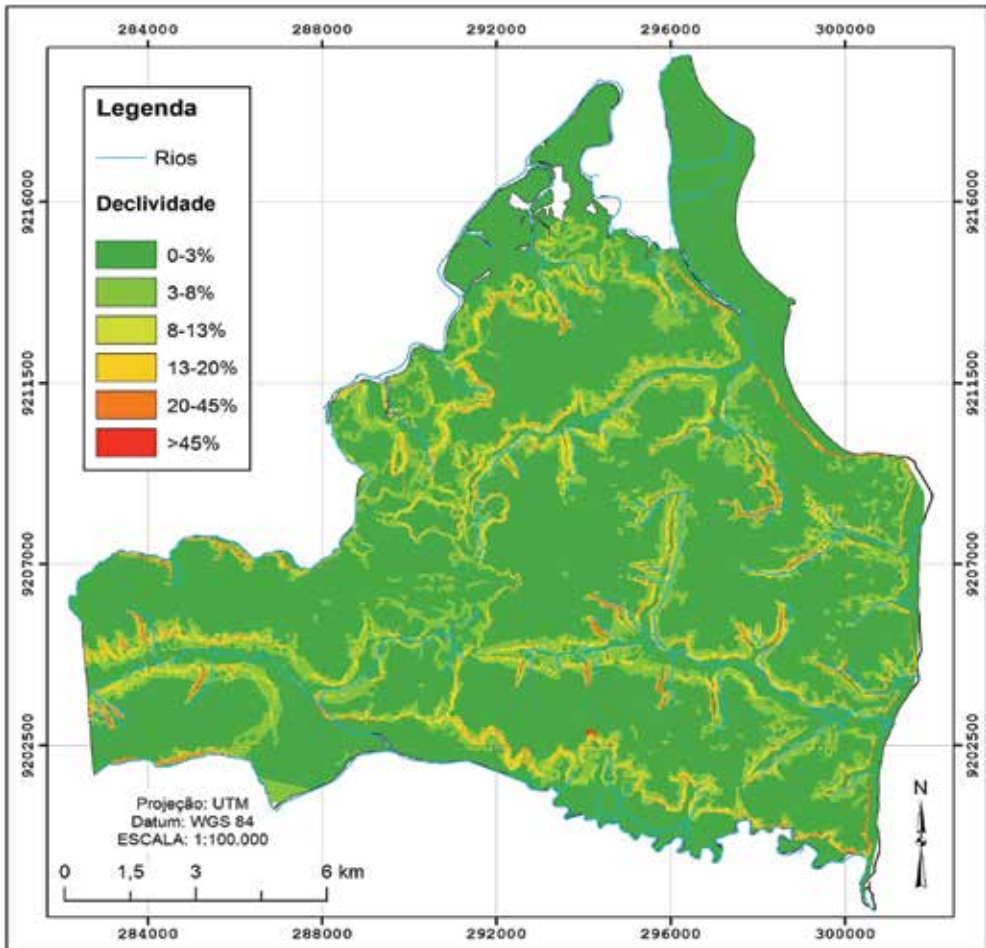 284000 288000 292000 296000 300000
Legenda
Rios
Declividade
0-3%
3-8%
8-13%
13-20%
20-45%
>45%
9216000 9216000
9211500 9211500
9207000 9207000
9202500 9202500
Projeção: UTM
Datum: WGS 84
ESCALA: 1:100.000
0 1,5 3 6 km
N
284000 288000 292000 296000 300000